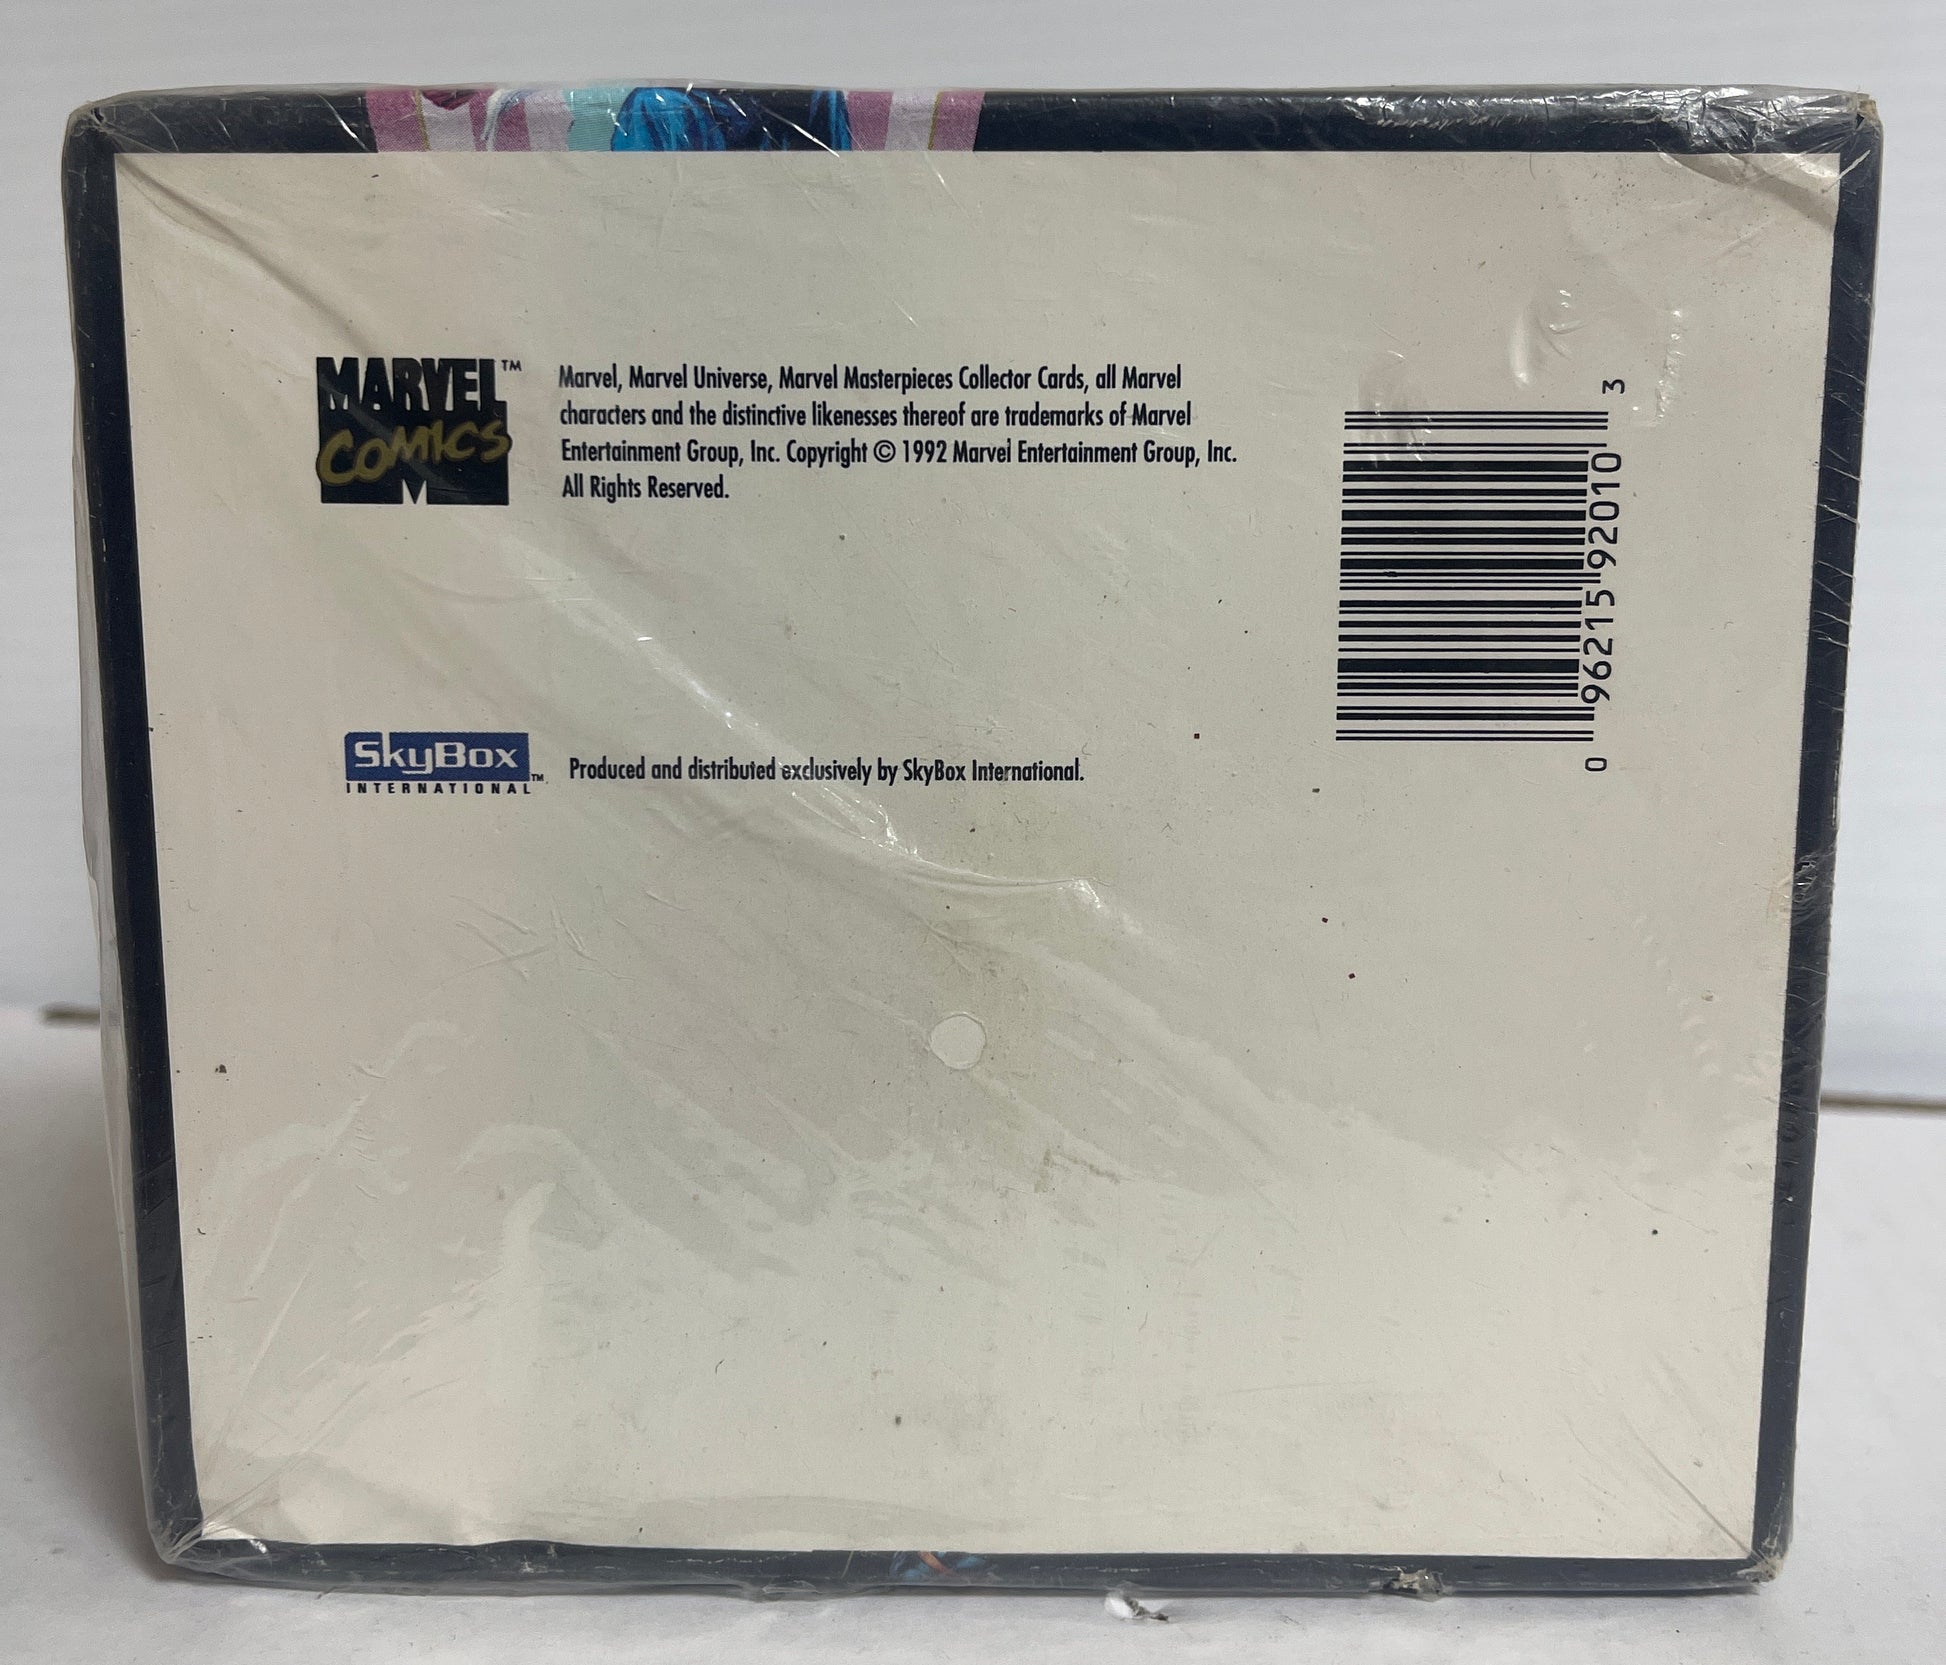 MARVEL™
COMICS
M
Marvel, Marvel Universe, Marvel Masterpieces Collector Cards, all Marvel
characters and the distinctive likenesses thereof are trademarks of Marvel
Entertainment Group, Inc. Copyright © 1992 Marvel Entertainment Group, Inc.
All Rights Reserved.
0 96215 92010 3
SkyBox
INTERNATIONAL™
Produced and distributed exclusively by SkyBox International.